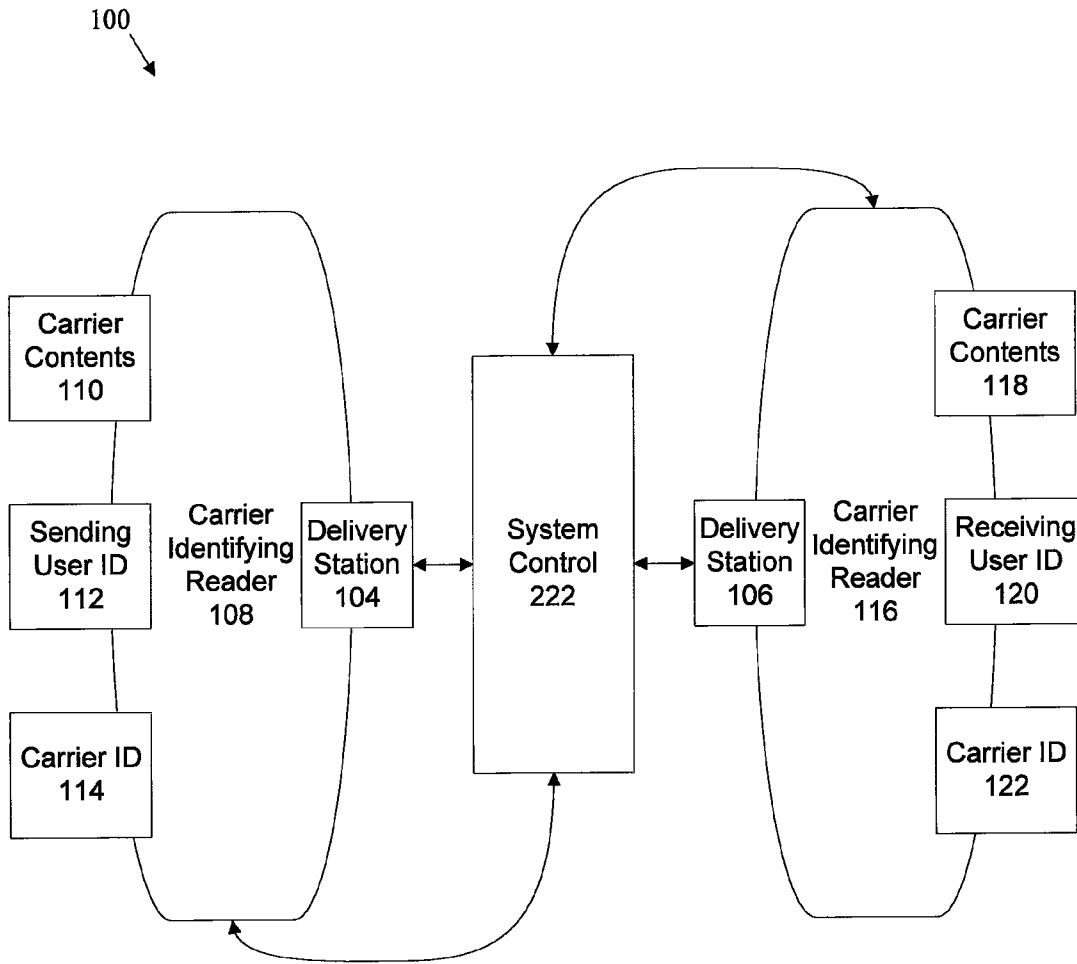 100
Carrier
Contents
110
Sending
User ID
112
Carrier ID
114
Carrier
Identifying
Reader
108
Delivery
Station
104
System
Control
222
Delivery
Station
106
Carrier
Identifying
Reader
116
Carrier
Contents
118
Receiving
User ID
120
Carrier ID
122